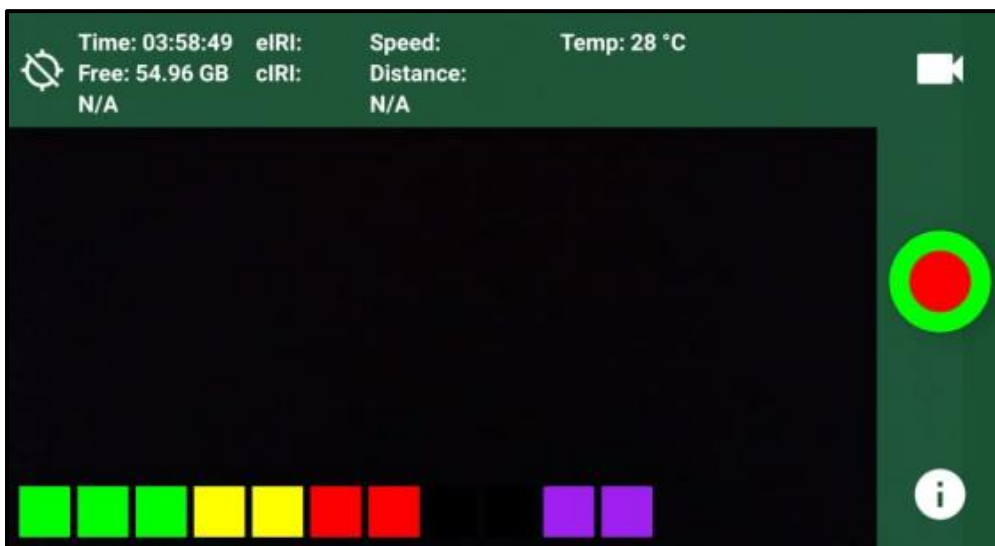 Time: 03:58:49 eIRI: Speed: Temp: 28 °C
Free: 54.96 GB cIRI: Distance:
N/A N/A
i